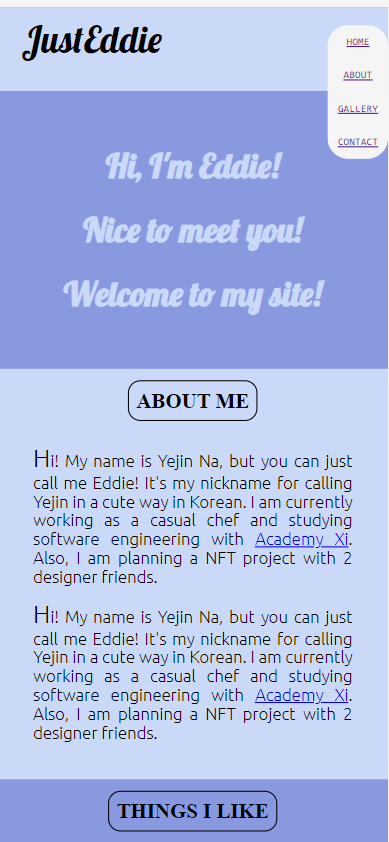 JustEddie
HOME
ABOUT
GALLERY
CONTACT
Hi, I'm Eddie!
Nice to meet you!
Welcome to my site!
ABOUT ME
Hi! My name is Yejin Na, but you can just
call me Eddie! It's my nickname for calling
Yejin in a cute way in Korean. I am currently
working as a casual chef and studying
software engineering with Academy Xi.
Also, I am planning a NFT project with 2
designer friends.
Hi! My name is Yejin Na, but you can just
call me Eddie! It's my nickname for calling
Yejin in a cute way in Korean. I am currently
working as a casual chef and studying
software engineering with Academy Xi.
Also, I am planning a NFT project with 2
designer friends.
THINGS I LIKE